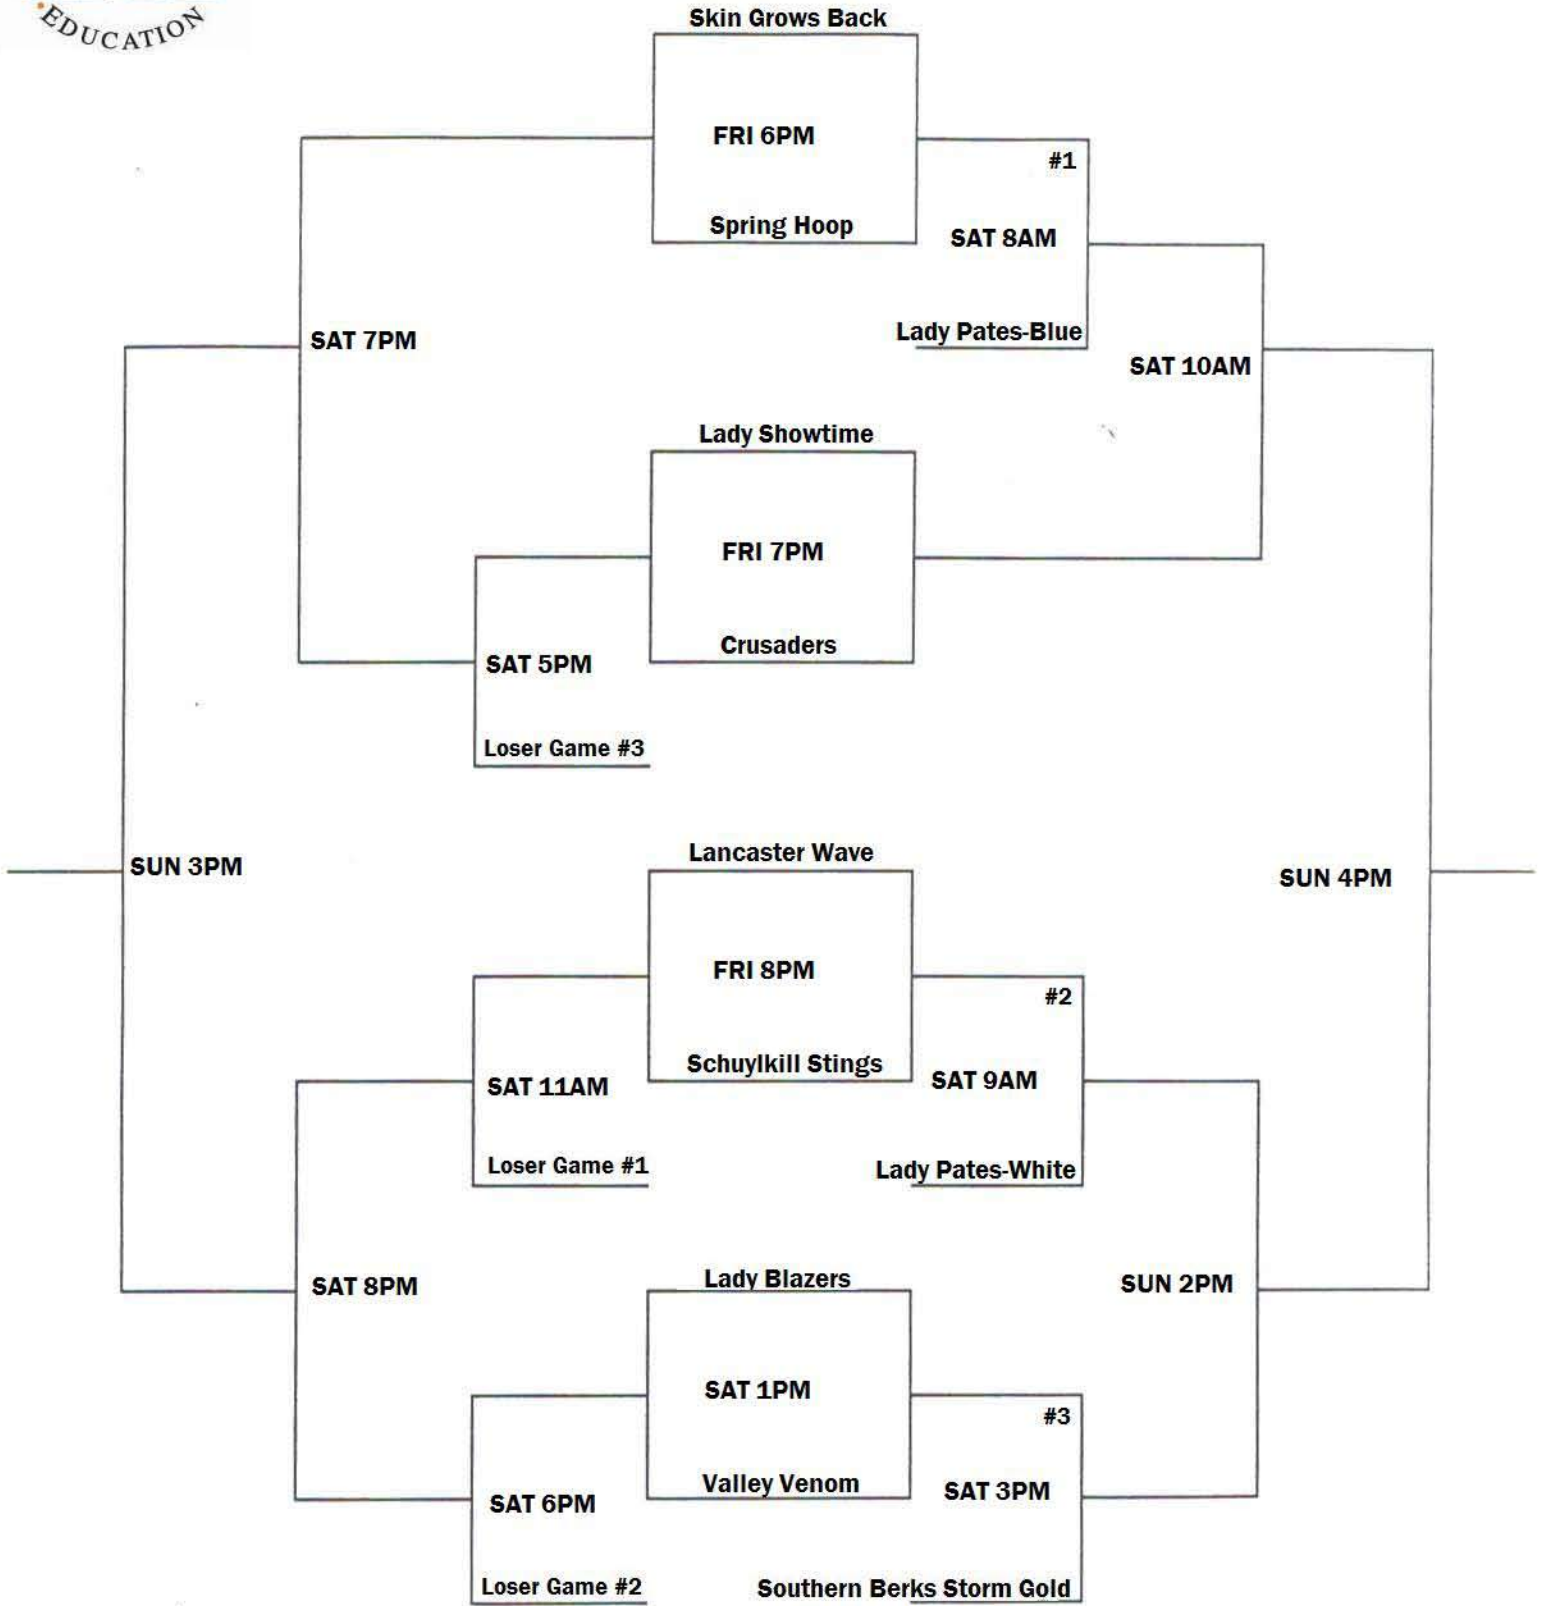 EDUCATION
Skin Grows Back
FRI 6PM
#1
Spring Hoop
SAT 8AM
Lady Pates-Blue
SAT 7PM
SAT 10AM
Lady Showtime
FRI 7PM
Crusaders
SAT 5PM
Loser Game #3
Lancaster Wave
SUN 3PM
SUN 4PM
FRI 8PM
#2
Schuylkill Stings
SAT 9AM
SAT 11AM
Loser Game #1
Lady Pates-White
Lady Blazers
SAT 8PM
SUN 2PM
SAT 1PM
#3
Valley Venom
SAT 3PM
SAT 6PM
Loser Game #2
Southern Berks Storm Gold